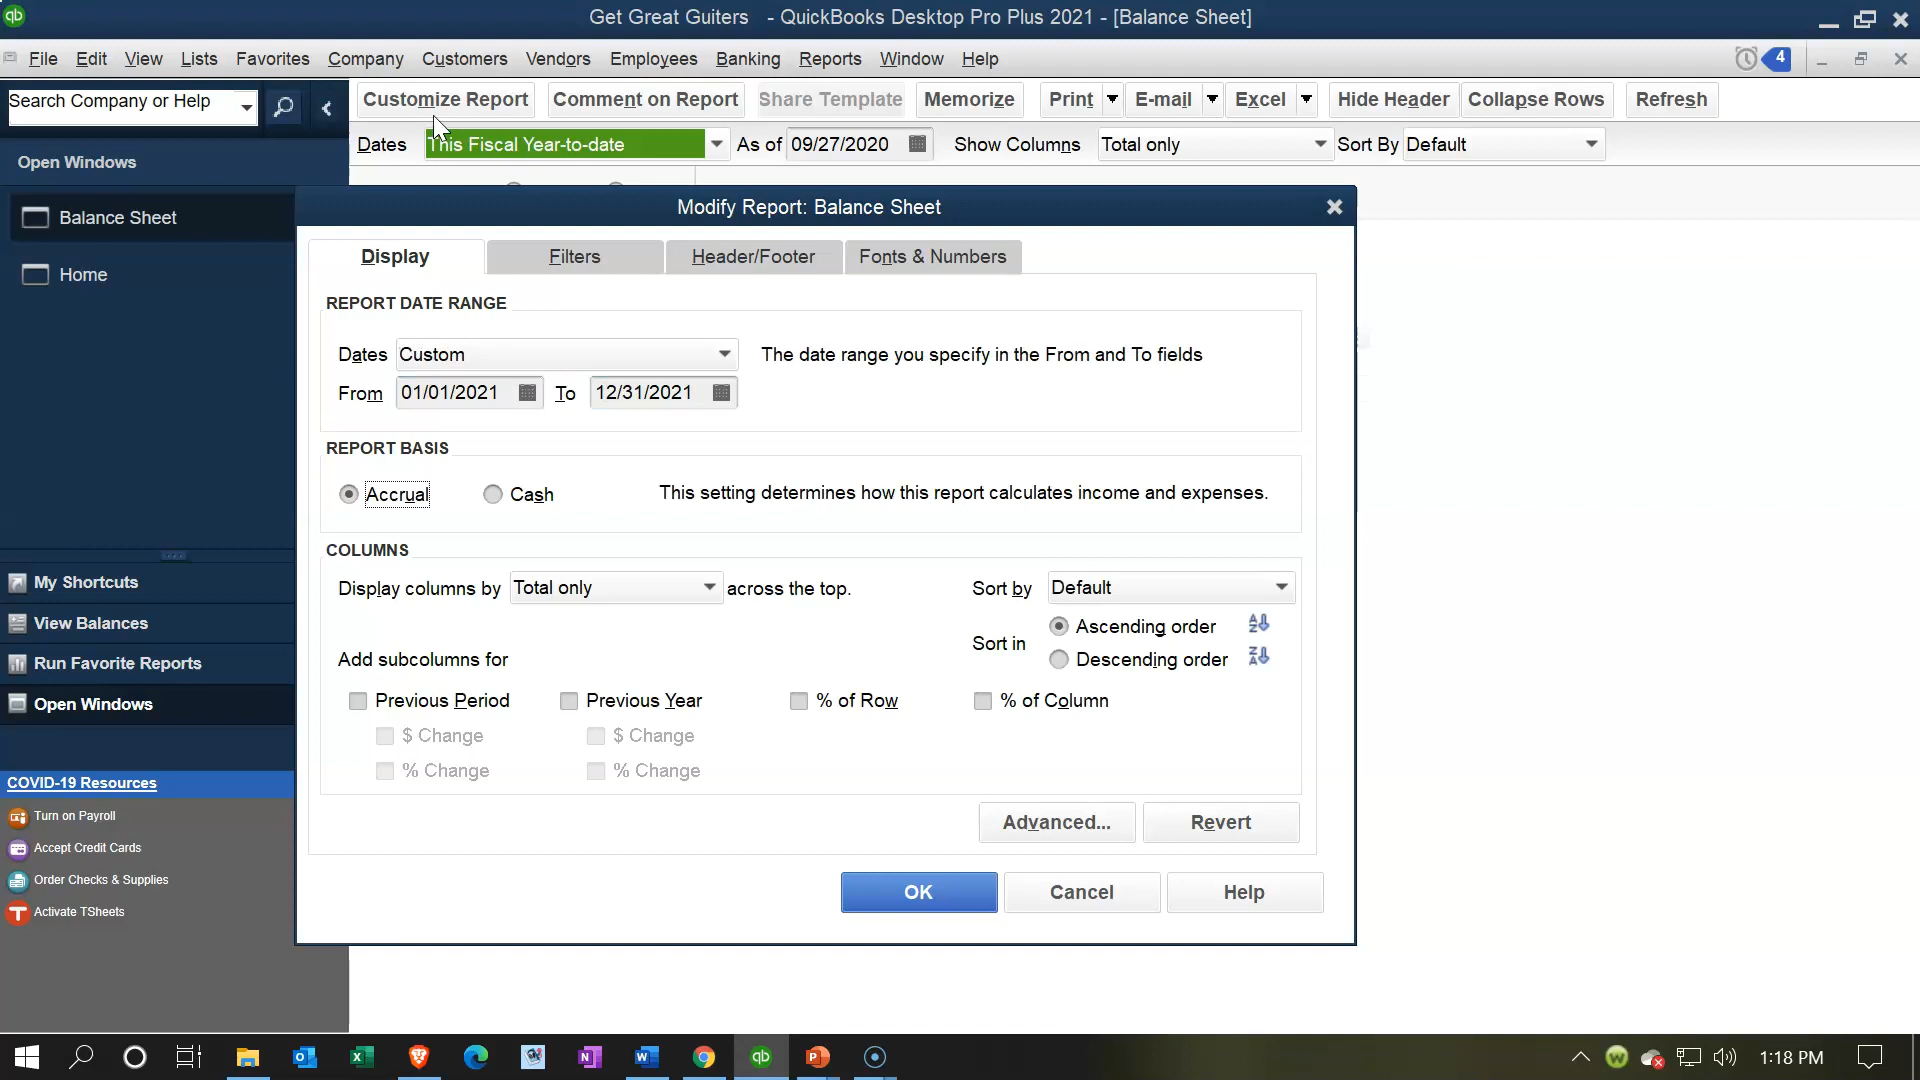 Get Great Guiters - QuickBooks Desktop Pro Plus 2021 - [Balance Sheet]
File Edit View Lists Favorites Company Customers Vendors Employees Banking Reports Window Help 4
Search Company or Help
Customize Report Comment on Report Share Template Memorize Print E-mail Excel Hide Header Collapse Rows Refresh
Dates This Fiscal Year-to-date As of 09/27/2020 Show Columns Total only Sort By Default
Open Windows
Balance Sheet
Home
My Shortcuts
View Balances
Run Favorite Reports
Open Windows
COVID-19 Resources
Turn on Payroll
Accept Credit Cards
Order Checks & Supplies
Activate TSheets
Modify Report: Balance Sheet
Display Filters Header/Footer Fonts & Numbers
REPORT DATE RANGE
Dates Custom The date range you specify in the From and To fields
From 01/01/2021 To 12/31/2021
REPORT BASIS
Accrual Cash This setting determines how this report calculates income and expenses.
COLUMNS
Display columns by Total only across the top. Sort by Default
Sort in Ascending order
Descending order
Add subcolumns for
Previous Period Previous Year % of Row % of Column
$ Change $ Change
% Change % Change
Advanced... Revert
OK Cancel Help
1:18 PM